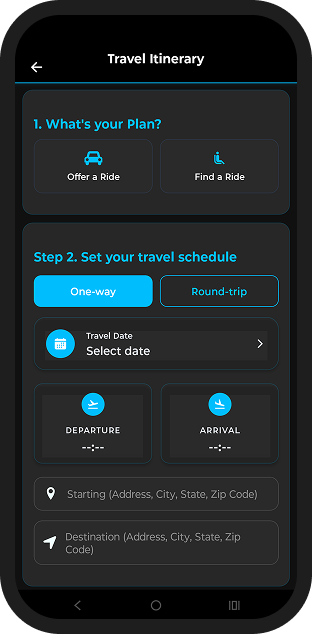 Travel Itinerary
1. What's your Plan?
Offer a Ride
Find a Ride
Step 2. Set your travel schedule
One-way
Round-trip
Travel Date
Select date
DEPARTURE
ARRIVAL
--:--
--:--
Starting (Address, City, State, Zip Code)
Destination (Address, City, State, Zip
Code)